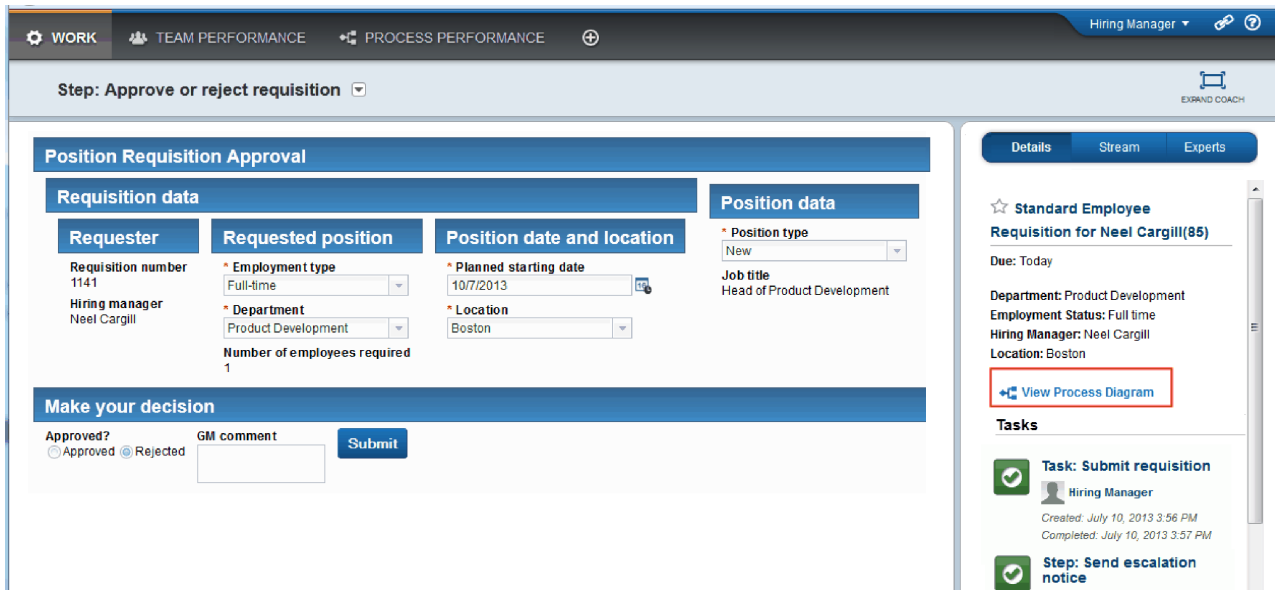 WORK TEAM PERFORMANCE PROCESS PERFORMANCE Hiring Manager
Step: Approve or reject requisition
EXPAND COACH
Position Requisition Approval
Requisition data
Requester
Requisition number
1141
Hiring manager
Neel Cargill
Requested position
* Employment type
Full-time
* Department
Product Development
Number of employees required
1
Position date and location
* Planned starting date
10/7/2013
* Location
Boston
Position data
* Position type
New
Job title
Head of Product Development
Make your decision
Approved?
Approved Rejected
GM comment
Submit
Details Stream Experts
Standard Employee
Requisition for Neel Cargill(85)
Due: Today
Department: Product Development
Employment Status: Full time
Hiring Manager: Neel Cargill
Location: Boston
View Process Diagram
Tasks
Task: Submit requisition
Hiring Manager
Created: July 10, 2013 3:56 PM
Completed: July 10, 2013 3:57 PM
Step: Send escalation
notice